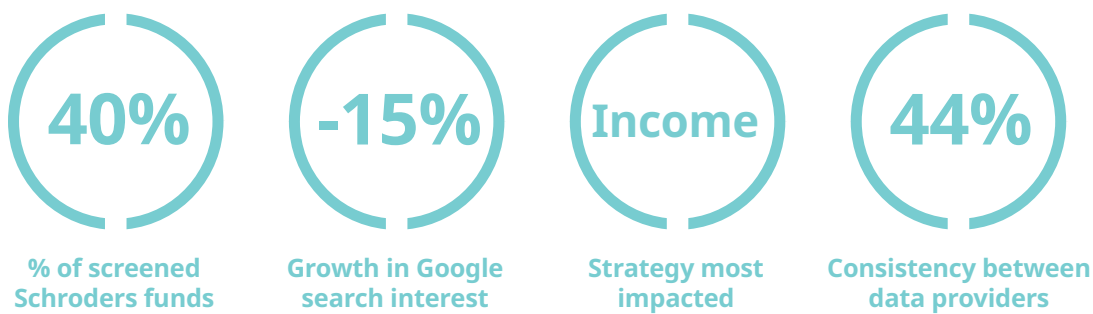 40%
-15%
Income
44%
% of screened
Schroders funds
Growth in Google
search interest
Strategy most
impacted
Consistency between
data providers